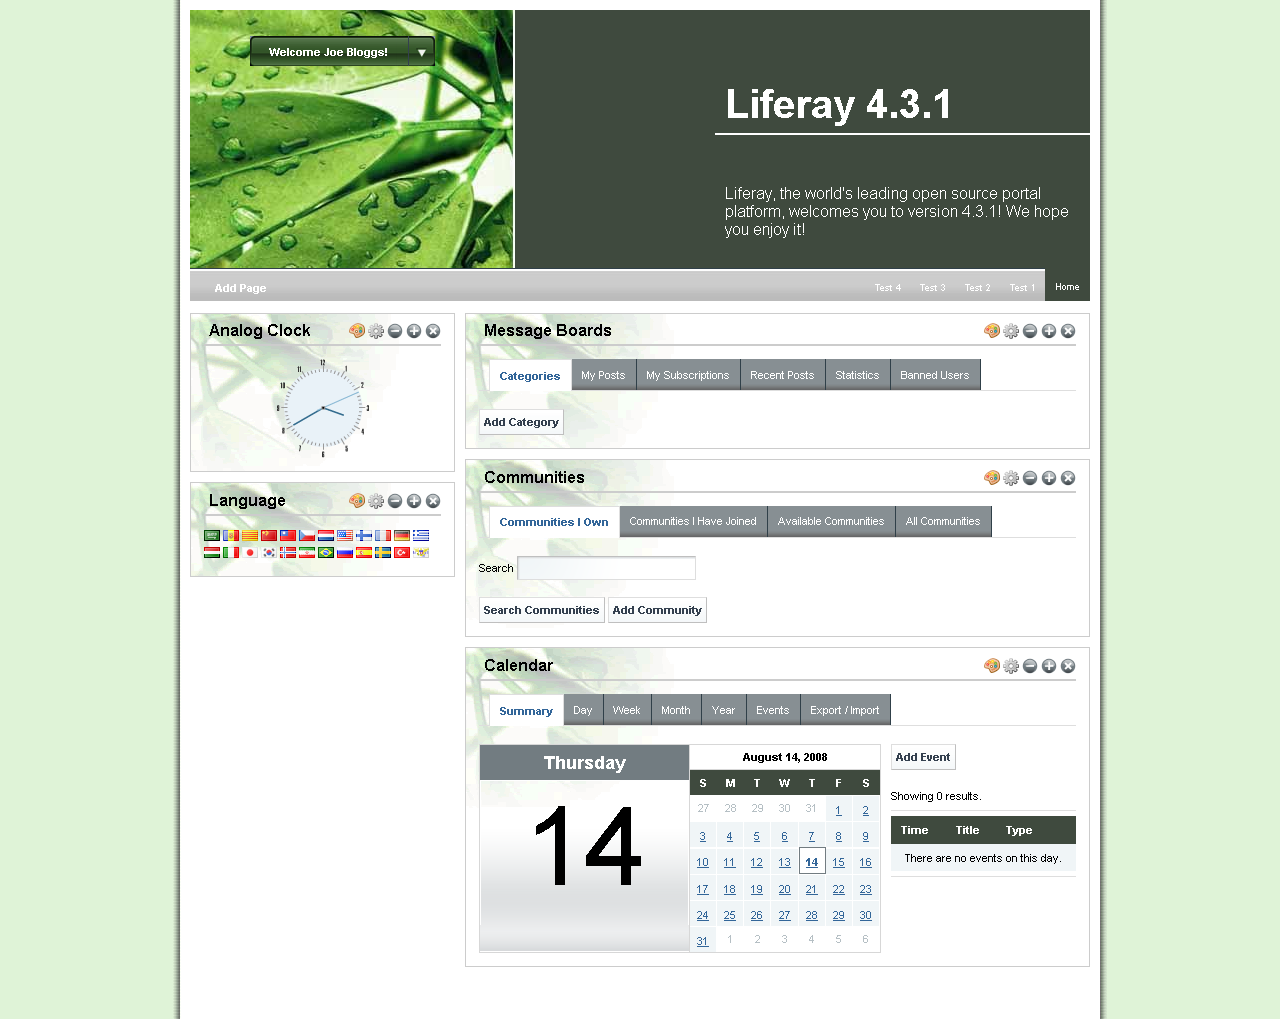 Welcome Joe Bloggs!
Liferay 4.3.1
Liferay, the world's leading open source portal
platform, welcomes you to version 4.3.1! We hope
you enjoy it!
Add Page
Test 4 Test 3 Test 2 Test 1 Home
Analog Clock
12
1
2
3
4
5
6
7
8
9
10
11
Language
Message Boards
Categories My Posts My Subscriptions Recent Posts Statistics Banned Users
Add Category
Communities
Communities I Own Communities I Have Joined Available Communities All Communities
Search
Search Communities Add Community
Calendar
Summary Day Week Month Year Events Export / Import
Thursday
14
August 14, 2008
S M T W T F S
27 28 29 30 31 1 2
3 4 5 6 7 8 9
10 11 12 13 14 15 16
17 18 19 20 21 22 23
24 25 26 27 28 29 30
31 1 2 3 4 5 6
Add Event
Showing 0 results.
Time Title Type
There are no events on this day.